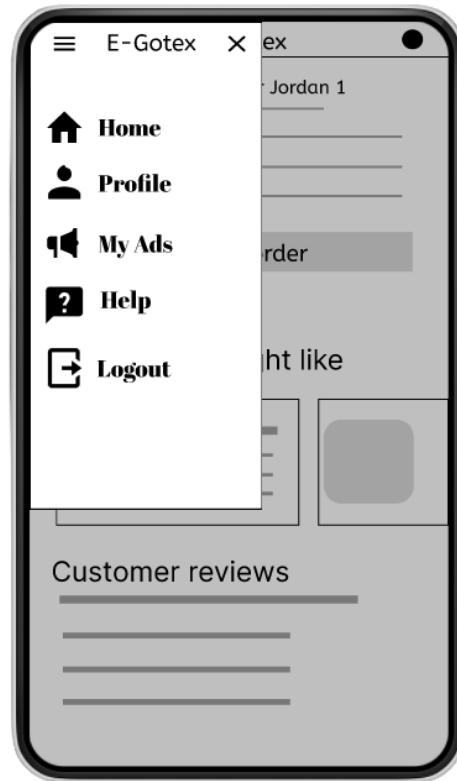 E-Gotex
ex
Jordan 1
Home
Profile
My Ads
rder
Help
ht like
Logout
Customer reviews